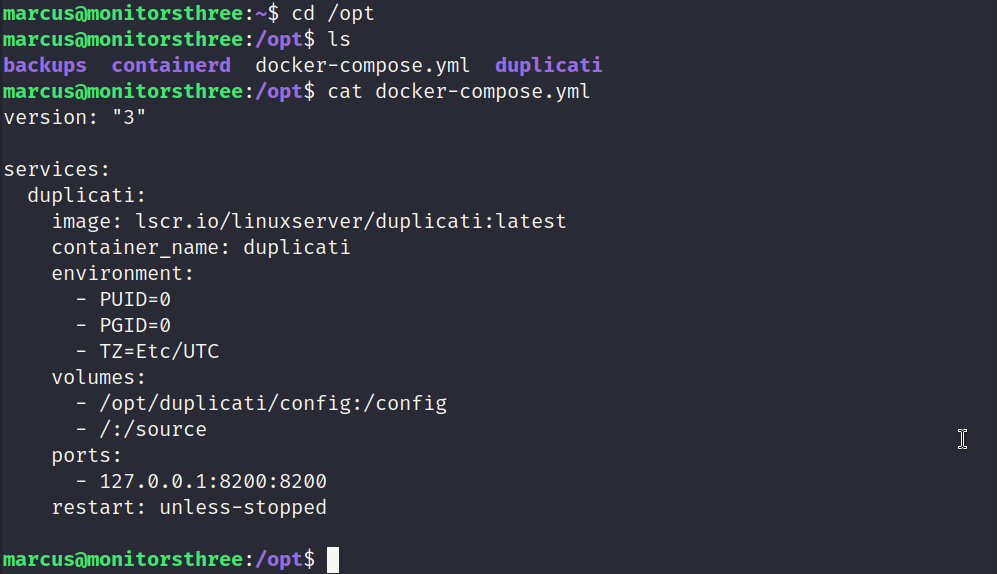 marcus@monitorsthree:~$ cd /opt
marcus@monitorsthree:/opt$ ls
backups  containerd  docker-compose.yml  duplicati
marcus@monitorsthree:/opt$ cat docker-compose.yml
version: "3"

services:
  duplicati:
    image: lscr.io/linuxserver/duplicati:latest
    container_name: duplicati
    environment:
      - PUID=0
      - PGID=0
      - TZ=Etc/UTC
    volumes:
      - /opt/duplicati/config:/config
      - /:/source
    ports:
      - 127.0.0.1:8200:8200
    restart: unless-stopped

marcus@monitorsthree:/opt$